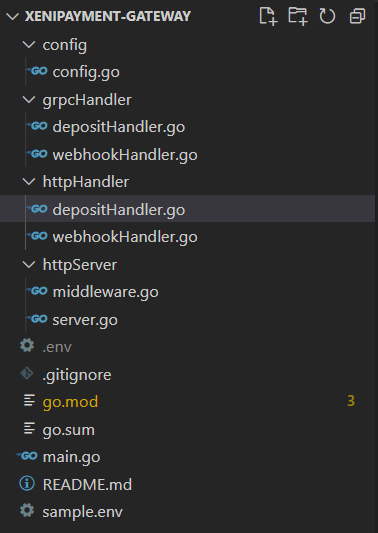 XENIPAYMENT-GATEWAY
config
GO config.go
grpcHandler
GO depositHandler.go
GO webhookHandler.go
httpHandler
GO depositHandler.go
GO webhookHandler.go
httpServer
GO middleware.go
GO server.go
.env
.gitignore
go.mod 3
go.sum
GO main.go
README.md
sample.env